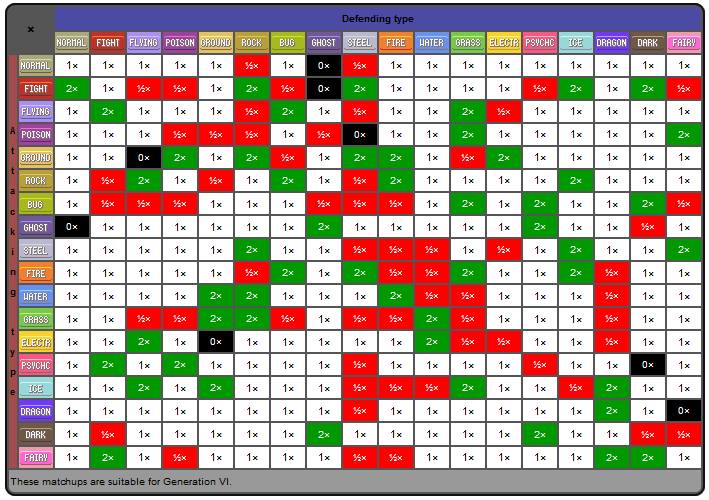 Defending type
×
NORMAL FIGHT FLYING POISON GROUND ROCK BUG GHOST STEEL FIRE WATER GRASS ELECTR PSYCHC ICE DRAGON DARK FAIRY
Attacking type
NORMAL 1× 1× 1× 1× 1× ½× 1× 0× ½× 1× 1× 1× 1× 1× 1× 1× 1× 1×
FIGHT 2× 1× ½× ½× 1× 2× ½× 0× 2× 1× 1× 1× 1× ½× 2× 1× 2× ½×
FLYING 1× 2× 1× 1× 1× ½× 2× 1× ½× 1× 1× 2× ½× 1× 1× 1× 1× 1×
POISON 1× 1× 1× ½× ½× ½× 1× ½× 0× 1× 1× 2× 1× 1× 1× 1× 1× 2×
GROUND 1× 1× 0× 2× 1× 2× ½× 1× 2× 2× 1× ½× 2× 1× 1× 1× 1× 1×
ROCK 1× ½× 2× 1× ½× 1× 2× 1× ½× 2× 1× 1× 1× 1× 2× 1× 1× 1×
BUG 1× ½× ½× ½× 1× 1× 1× ½× ½× ½× 1× 2× 1× 2× 1× 1× 2× ½×
GHOST 0× 1× 1× 1× 1× 1× 1× 2× 1× 1× 1× 1× 1× 2× 1× 1× ½× 1×
STEEL 1× 1× 1× 1× 1× 2× 1× 1× ½× ½× ½× 1× ½× 1× 2× 1× 1× 2×
FIRE 1× 1× 1× 1× 1× ½× 2× 1× 2× ½× ½× 2× 1× 1× 2× ½× 1× 1×
WATER 1× 1× 1× 1× 2× 2× 1× 1× 1× 2× ½× ½× 1× 1× 1× ½× 1× 1×
GRASS 1× 1× ½× ½× 2× 2× ½× 1× ½× ½× 2× ½× 1× 1× 1× ½× 1× 1×
ELECTR 1× 1× 2× 1× 0× 1× 1× 1× 1× 1× 2× ½× ½× 1× 1× ½× 1× 1×
PSYCHC 1× 2× 1× 2× 1× 1× 1× 1× ½× 1× 1× 1× 1× ½× 1× 1× 0× 1×
ICE 1× 1× 2× 1× 2× 1× 1× 1× ½× ½× ½× 2× 1× 1× ½× 2× 1× 1×
DRAGON 1× 1× 1× 1× 1× 1× 1× 1× ½× 1× 1× 1× 1× 1× 1× 2× 1× 0×
DARK 1× ½× 1× 1× 1× 1× 1× 2× 1× 1× 1× 1× 1× 2× 1× 1× ½× ½×
FAIRY 1× 2× 1× ½× 1× 1× 1× 1× ½× ½× 1× 1× 1× 1× 1× 2× 2× 1×
These matchups are suitable for Generation VI.